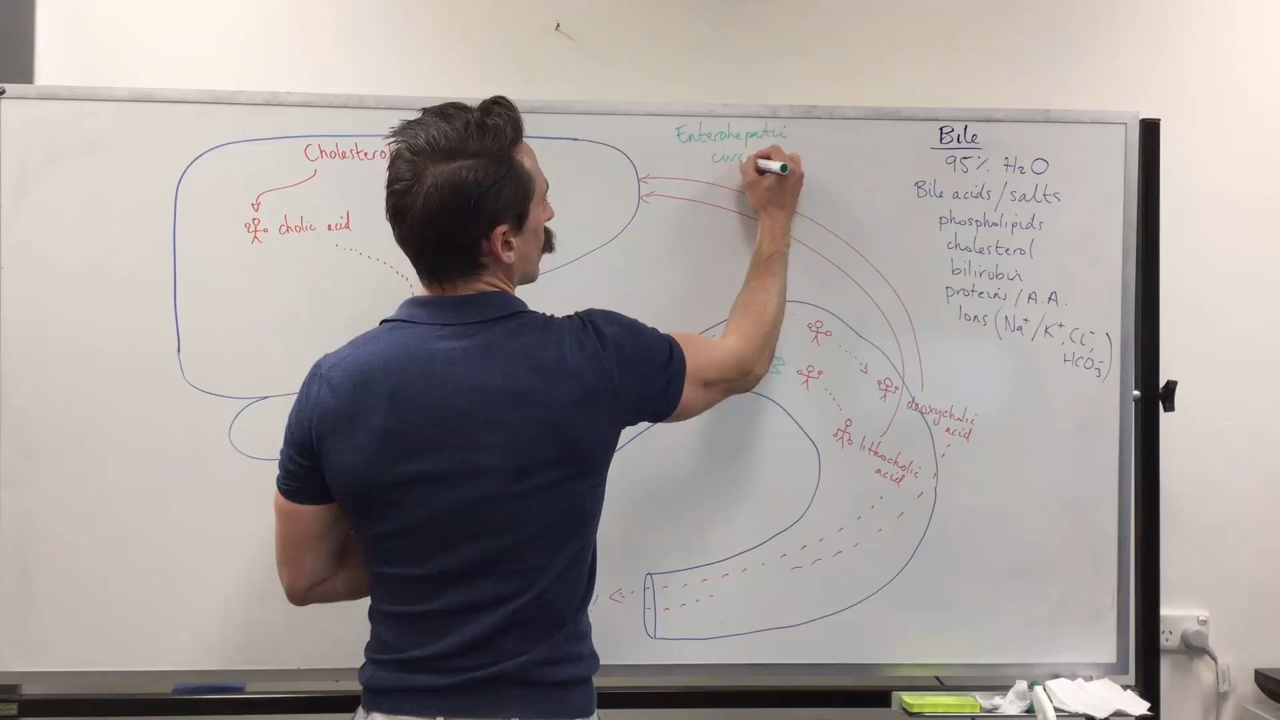 Cholesterol
cholic acid
Enterohepatic
circ
Bile
95% H₂O
Bile acids/salts
phospholipids
cholesterol
bilirubin
proteins/A.A.
Ions (Na⁺/K⁺, Cl⁻,
HCO₃⁻)
deoxycholic
acid
lithocholic
acid